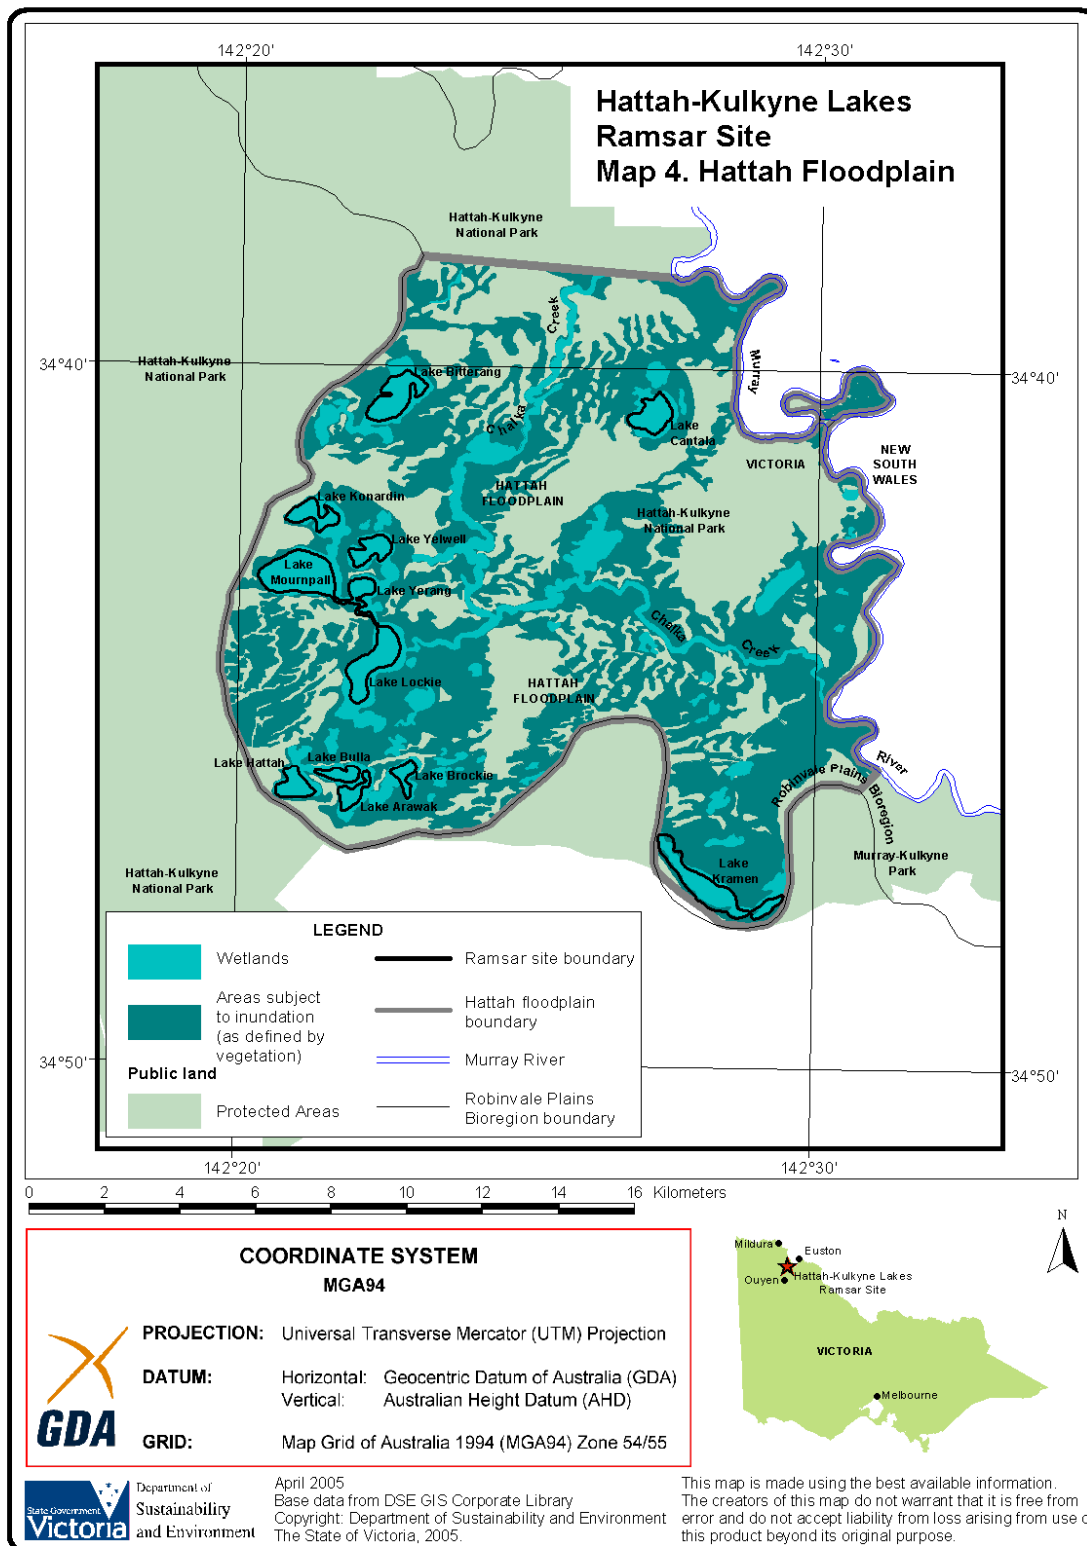 142°20'
142°30'
Hattah-Kulkyne Lakes
Ramsar Site
Map 4. Hattah Floodplain
Hattah-Kulkyne
National Park
Creek
34°40'
Hattah-Kulkyne
National Park
Murray
34°40'
Lake Bitterang
Chalka
Lake
Cantala
VICTORIA
NEW
SOUTH
WALES
HATTAH
FLOODPLAIN
Lake Konardin
Hattah-Kulkyne
National Park
Lake Yelwell
Lake
Mournpall
Lake Yerang
Chalka
Creek
Lake Lockie
HATTAH
FLOODPLAIN
Lake Hattah
Lake Bulla
Lake Brockie
Lake Arawak
River
Robinvale Plains
Bioregion
Lake
Kramen
Murray-Kulkyne
Park
Hattah-Kulkyne
National Park
LEGEND
Wetlands
Areas subject
to inundation
(as defined by
vegetation)
Public land
Protected Areas
Ramsar site boundary
Hattah floodplain
boundary
Murray River
Robinvale Plains
Bioregion boundary
34°50'
34°50'
142°20'
142°30'
0 2 4 6 8 10 12 14 16 Kilometers
COORDINATE SYSTEM
MGA94
PROJECTION: Universal Transverse Mercator (UTM) Projection
DATUM: Horizontal: Geocentric Datum of Australia (GDA)
Vertical: Australian Height Datum (AHD)
GRID: Map Grid of Australia 1994 (MGA94) Zone 54/55
GDA
N
Mildura
Euston
Ouyen
Hattah-Kulkyne Lakes
Ramsar Site
VICTORIA
Melbourne
State Government
Victoria
Department of
Sustainability
and Environment
April 2005
Base data from DSE GIS Corporate Library
Copyright: Department of Sustainability and Environment
The State of Victoria, 2005.
This map is made using the best available information.
The creators of this map do not warrant that it is free from
error and do not accept liability from loss arising from use o
this product beyond its original purpose.